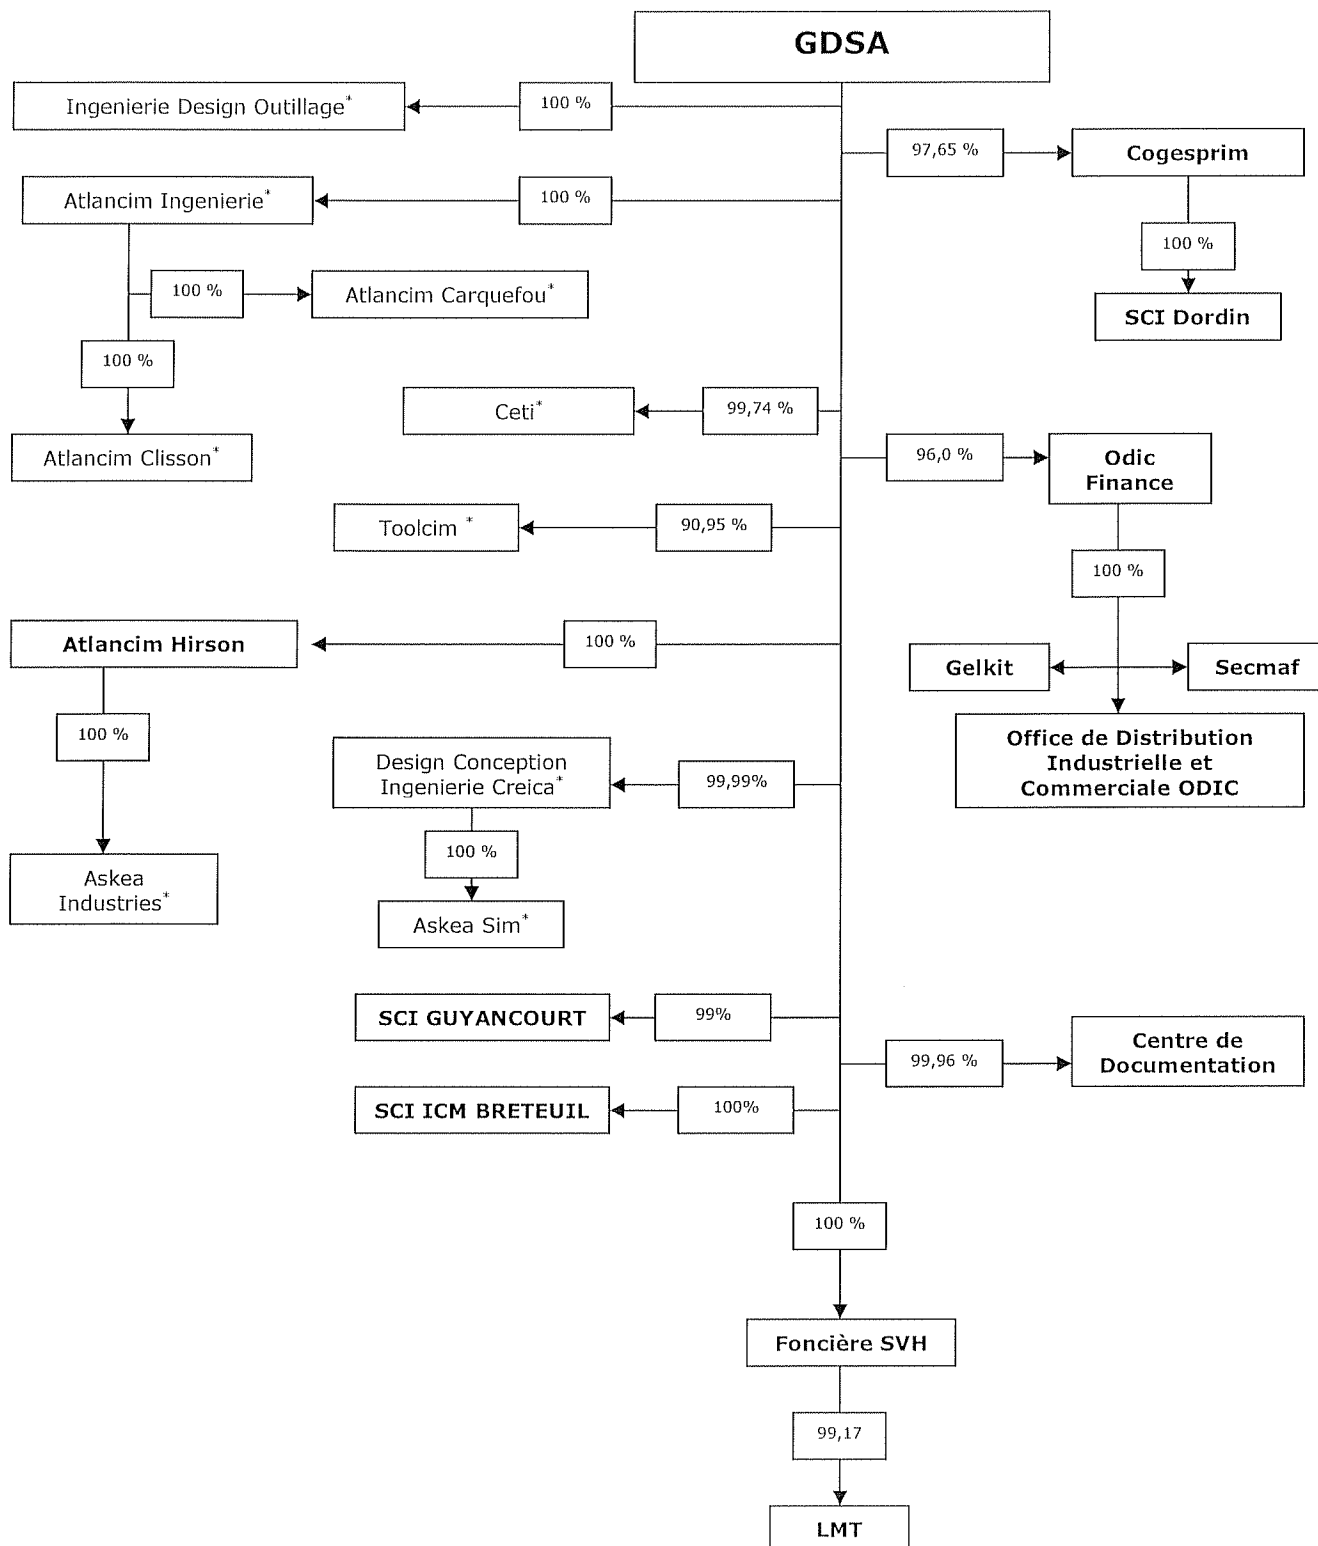 GDSA
Ingenierie Design Outillage*
100 %
97,65 %
Cogesprim
Atlancim Ingenierie*
100 %
100 %
SCI Dordin
100 %
Atlancim Carquefou*
100 %
Atlancim Clisson*
Ceti*
99,74 %
96,0 %
Odic
Finance
Toolcim *
90,95 %
100 %
Atlancim Hirson
100 %
Gelkit
Secmaf
100 %
Office de Distribution
Industrielle et
Commerciale ODIC
Design Conception
Ingenierie Creica*
99,99%
100 %
Askea
Industries*
Askea Sim*
SCI GUYANCOURT
99%
99,96 %
Centre de
Documentation
SCI ICM BRETEUIL
100%
100 %
Foncière SVH
99,17
LMT